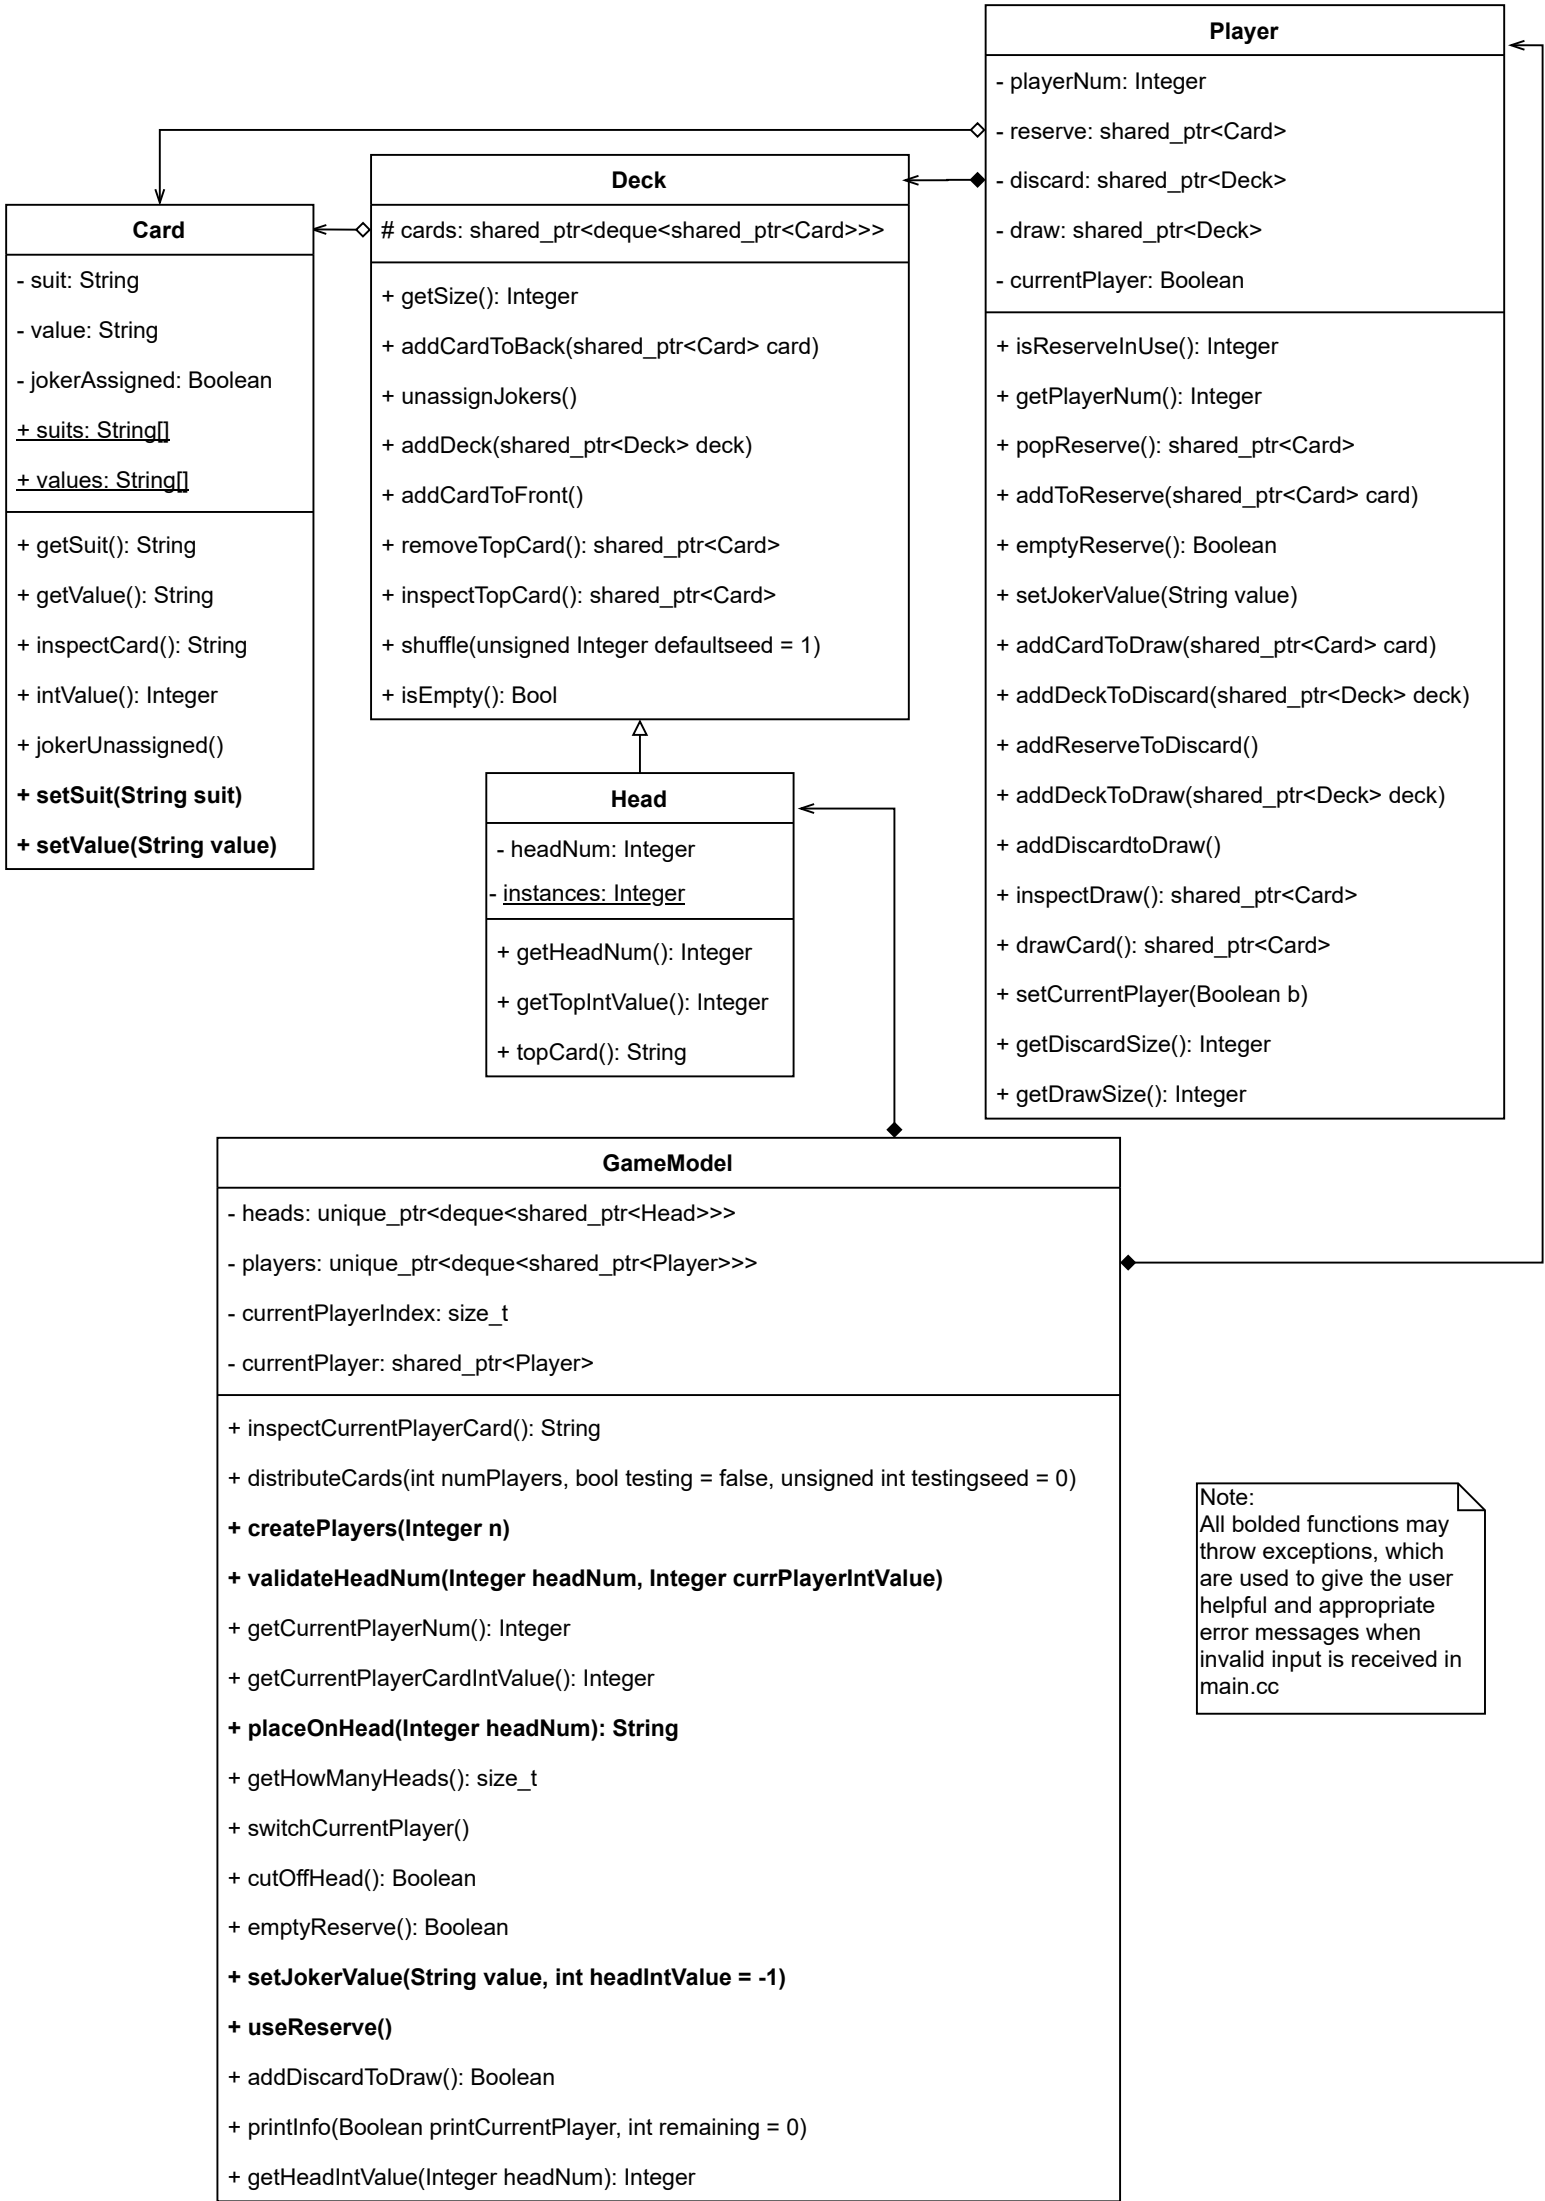 Player
- playerNum: Integer
- reserve: shared_ptr<Card>
- discard: shared_ptr<Deck>
- draw: shared_ptr<Deck>
- currentPlayer: Boolean
+ isReserveInUse(): Integer
+ getPlayerNum(): Integer
+ popReserve(): shared_ptr<Card>
+ addToReserve(shared_ptr<Card> card)
+ emptyReserve(): Boolean
+ setJokerValue(String value)
+ addCardToDraw(shared_ptr<Card> card)
+ addDeckToDiscard(shared_ptr<Deck> deck)
+ addReserveToDiscard()
+ addDeckToDraw(shared_ptr<Deck> deck)
+ addDiscardtoDraw()
+ inspectDraw(): shared_ptr<Card>
+ drawCard(): shared_ptr<Card>
+ setCurrentPlayer(Boolean b)
+ getDiscardSize(): Integer
+ getDrawSize(): Integer
Deck
# cards: shared_ptr<deque<shared_ptr<Card>>>
+ getSize(): Integer
+ addCardToBack(shared_ptr<Card> card)
+ unassignJokers()
+ addDeck(shared_ptr<Deck> deck)
+ addCardToFront()
+ removeTopCard(): shared_ptr<Card>
+ inspectTopCard(): shared_ptr<Card>
+ shuffle(unsigned Integer defaultseed = 1)
+ isEmpty(): Bool
Card
- suit: String
- value: String
- jokerAssigned: Boolean
+ suits: String[]
+ values: String[]
+ getSuit(): String
+ getValue(): String
+ inspectCard(): String
+ intValue(): Integer
+ jokerUnassigned()
+ setSuit(String suit)
+ setValue(String value)
Head
- headNum: Integer
- instances: Integer
+ getHeadNum(): Integer
+ getTopIntValue(): Integer
+ topCard(): String
GameModel
- heads: unique_ptr<deque<shared_ptr<Head>>>
- players: unique_ptr<deque<shared_ptr<Player>>>
- currentPlayerIndex: size_t
- currentPlayer: shared_ptr<Player>
+ inspectCurrentPlayerCard(): String
+ distributeCards(int numPlayers, bool testing = false, unsigned int testingseed = 0)
+ createPlayers(Integer n)
+ validateHeadNum(Integer headNum, Integer currPlayerIntValue)
+ getCurrentPlayerNum(): Integer
+ getCurrentPlayerCardIntValue(): Integer
+ placeOnHead(Integer headNum): String
+ getHowManyHeads(): size_t
+ switchCurrentPlayer()
+ cutOffHead(): Boolean
+ emptyReserve(): Boolean
+ setJokerValue(String value, int headIntValue = -1)
+ useReserve()
+ addDiscardToDraw(): Boolean
+ printInfo(Boolean printCurrentPlayer, int remaining = 0)
+ getHeadIntValue(Integer headNum): Integer
Note:
All bolded functions may
throw exceptions, which
are used to give the user
helpful and appropriate
error messages when
invalid input is received in
main.cc